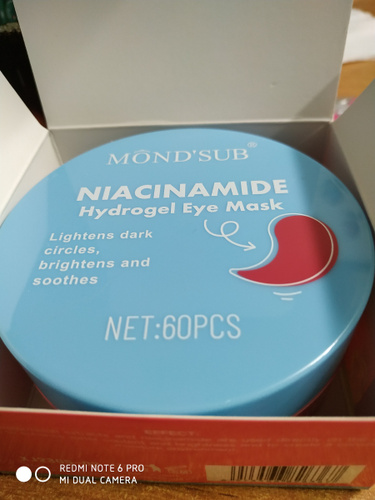 MOND'SUB®
NIACINAMIDE
Hydrogel Eye Mask
Lightens dark
circles,
brightens and
soothes
NET:60PCS
EFFECT:
REDMI NOTE 6 PRO
MI DUAL CAMERA